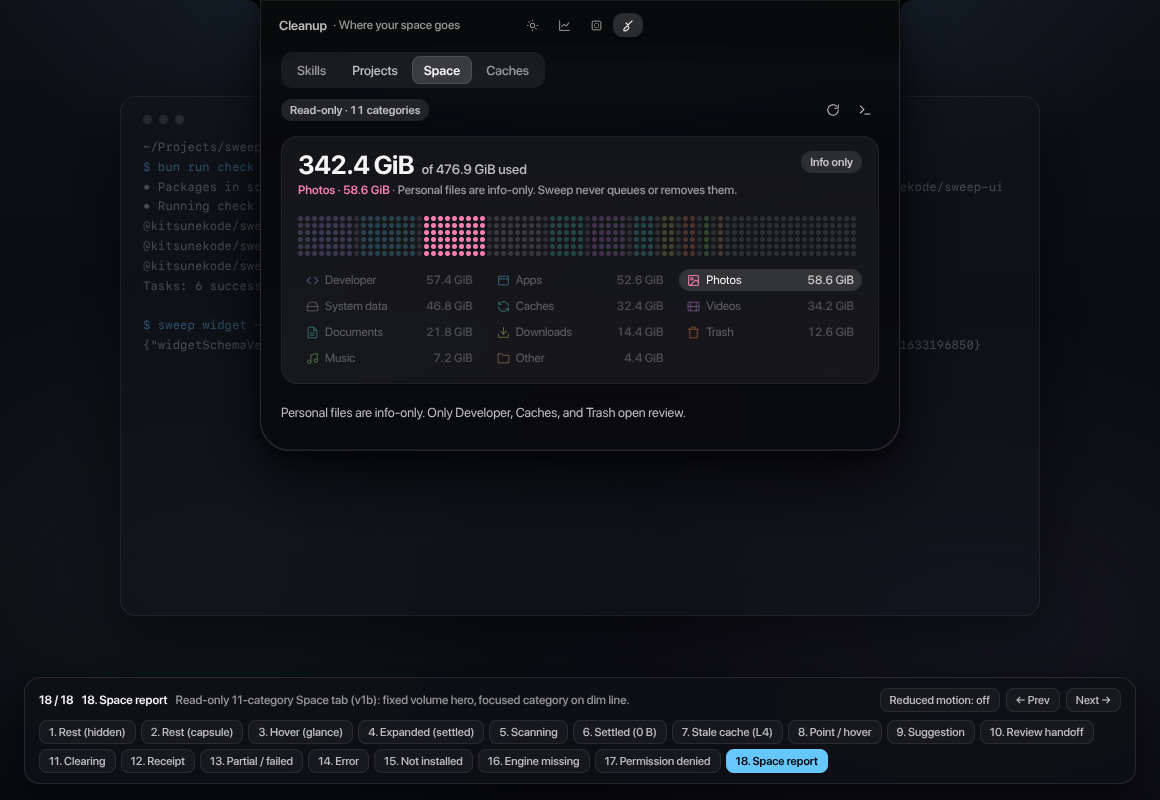 Cleanup · Where your space goes
Skills Projects Space Caches
Read-only · 11 categories
~/Projects/sweep
$ bun run check
• Packages in sc
ekode/sweep-ui
• Running check
@kitsunekode/swe
@kitsunekode/swe
@kitsunekode/swe
Tasks: 6 success
$ sweep widget ~
{"widgetSchemaVe
1633196850}
342.4 GiB of 476.9 GiB used
Info only
Photos · 58.6 GiB · Personal files are info-only. Sweep never queues or removes them.
Developer 57.4 GiB Apps 52.6 GiB Photos 58.6 GiB
System data 46.8 GiB Caches 32.4 GiB Videos 34.2 GiB
Documents 21.8 GiB Downloads 14.4 GiB Trash 12.6 GiB
Music 7.2 GiB Other 4.4 GiB
Personal files are info-only. Only Developer, Caches, and Trash open review.
18 / 18 18. Space report Read-only 11-category Space tab (v1b): fixed volume hero, focused category on dim line.
Reduced motion: off ← Prev Next →
1. Rest (hidden) 2. Rest (capsule) 3. Hover (glance) 4. Expanded (settled) 5. Scanning 6. Settled (0 B) 7. Stale cache (L4) 8. Point / hover 9. Suggestion 10. Review handoff
11. Clearing 12. Receipt 13. Partial / failed 14. Error 15. Not installed 16. Engine missing 17. Permission denied 18. Space report